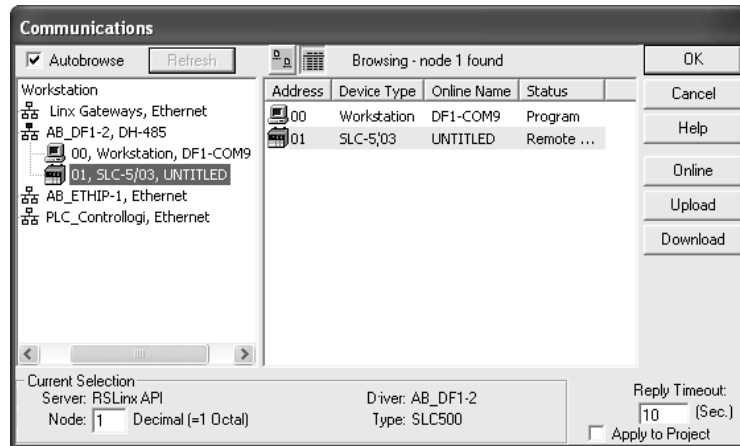 Communications
Autobrowse Refresh Browsing - node 1 found OK
Workstation Address Device Type Online Name Status Cancel
Linx Gateways, Ethernet 00 Workstation DF1-COM9 Program
AB_DF1-2, DH-485 01 SLC-5/03 UNTITLED Remote ... Help
00, Workstation, DF1-COM9
01, SLC-5/03, UNTITLED Online
AB_ETHIP-1, Ethernet Upload
PLC_Controllogi, Ethernet
Download
Current Selection
Server: RSLinx API Driver: AB_DF1-2 Reply Timeout:
Node: 1 Decimal (=1 Octal) Type: SLC500 10 (Sec.)
Apply to Project